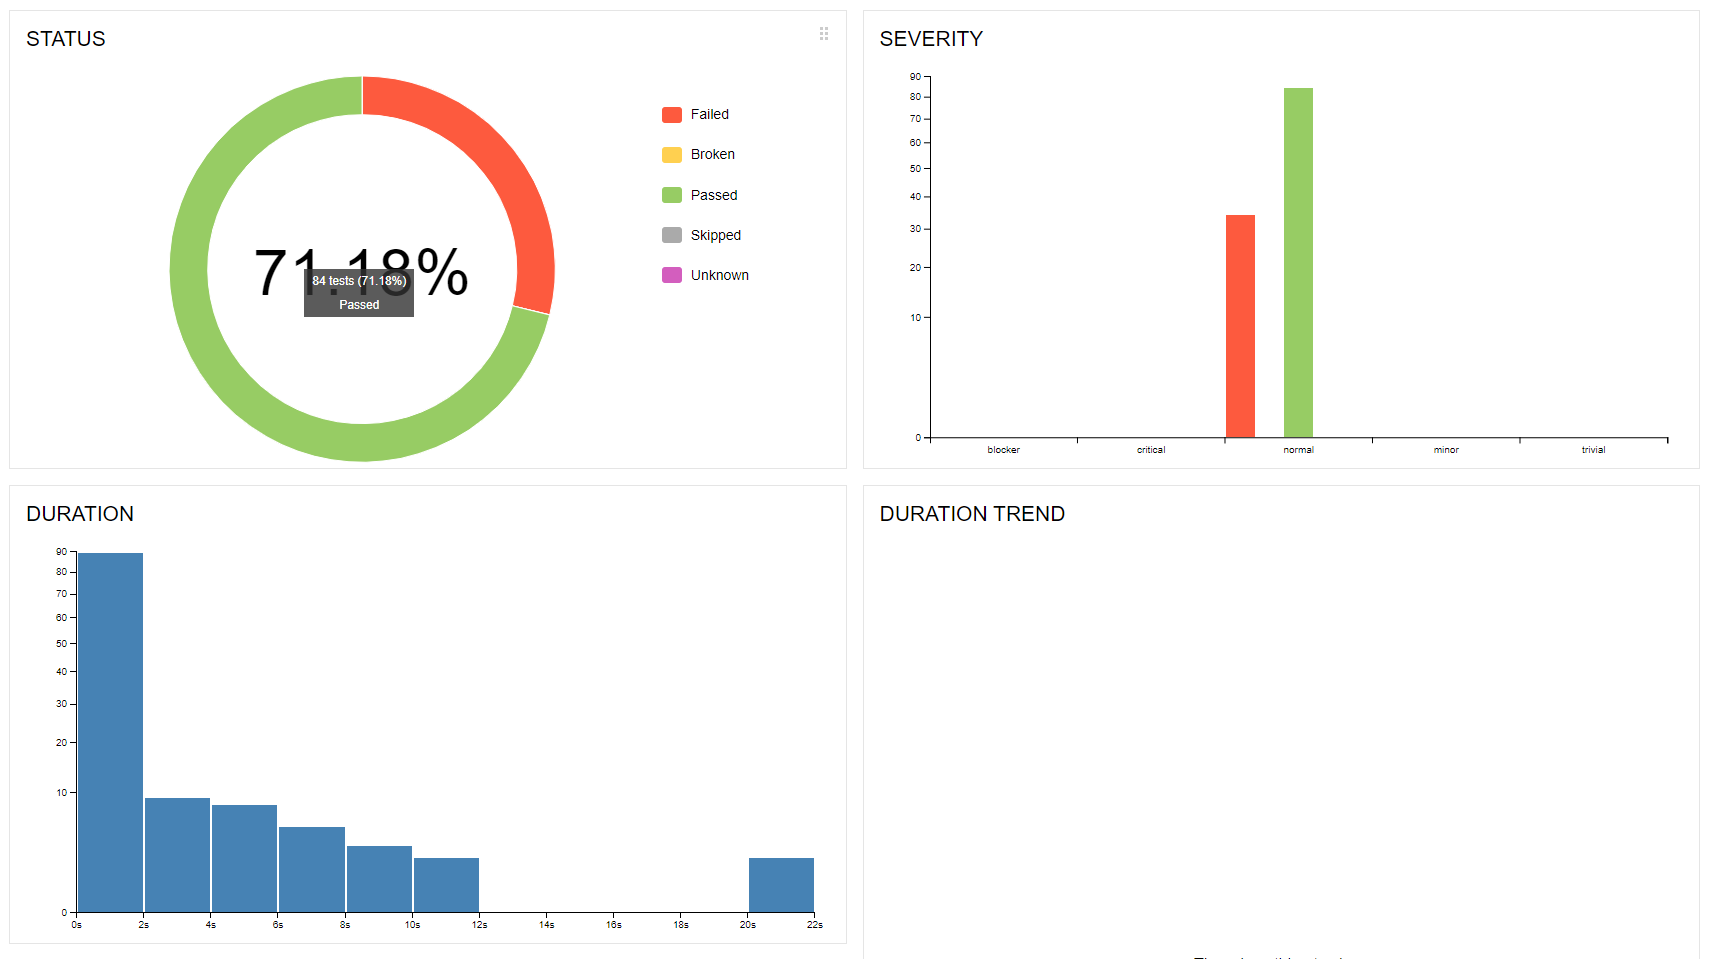 STATUS
71.18%
84 tests (71.18%)
Passed
Failed
Broken
Passed
Skipped
Unknown
SEVERITY
90
80
70
60
50
40
30
20
10
0
blocker critical normal minor trivial
DURATION
90
80
70
60
50
40
30
20
10
0
0s 2s 4s 6s 8s 10s 12s 14s 16s 18s 20s 22s
DURATION TREND